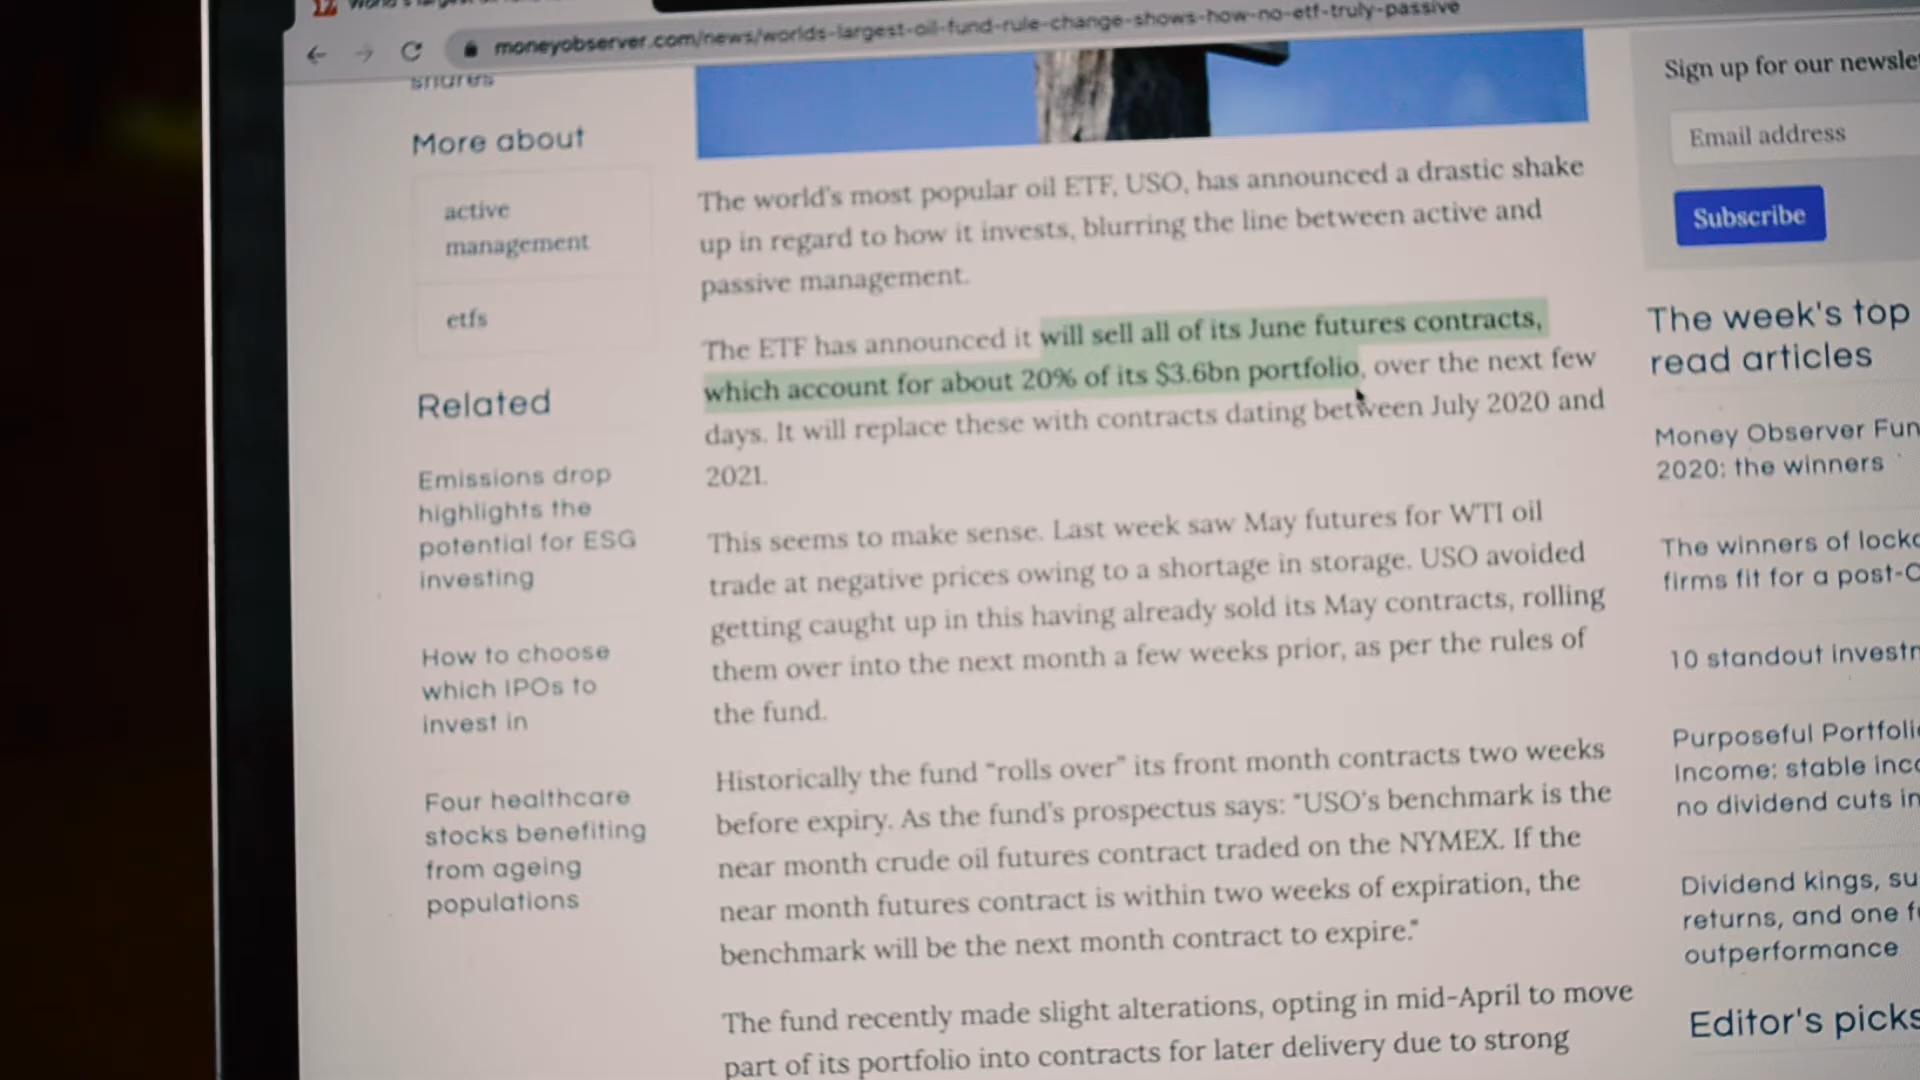 moneyobserver.com/news/worlds-largest-oil-fund-rule-change-shows-how-no-etf-truly-passive
shares
More about
active
management
etfs
Related
Emissions drop
highlights the
potential for ESG
investing
How to choose
which IPOs to
invest in
Four healthcare
stocks benefiting
from ageing
populations
The world's most popular oil ETF, USO, has announced a drastic shake
up in regard to how it invests, blurring the line between active and
passive management.
The ETF has announced it will sell all of its June futures contracts,
which account for about 20% of its $3.6bn portfolio, over the next few
days. It will replace these with contracts dating between July 2020 and
2021.
This seems to make sense. Last week saw May futures for WTI oil
trade at negative prices owing to a shortage in storage. USO avoided
getting caught up in this having already sold its May contracts, rolling
them over into the next month a few weeks prior, as per the rules of
the fund.
Historically the fund “rolls over” its front month contracts two weeks
before expiry. As the fund's prospectus says: “USO's benchmark is the
near month crude oil futures contract traded on the NYMEX. If the
near month futures contract is within two weeks of expiration, the
benchmark will be the next month contract to expire.”
The fund recently made slight alterations, opting in mid-April to move
part of its portfolio into contracts for later delivery due to strong
Sign up for our
Email address
Subscribe
The week's top
read articles
Money Observer
2020: the winners
The winners of
firms fit for a
10 standout
Purposeful
Income: stable
no dividend cuts
Dividend kings,
returns, and one
outperformance
Editor's picks